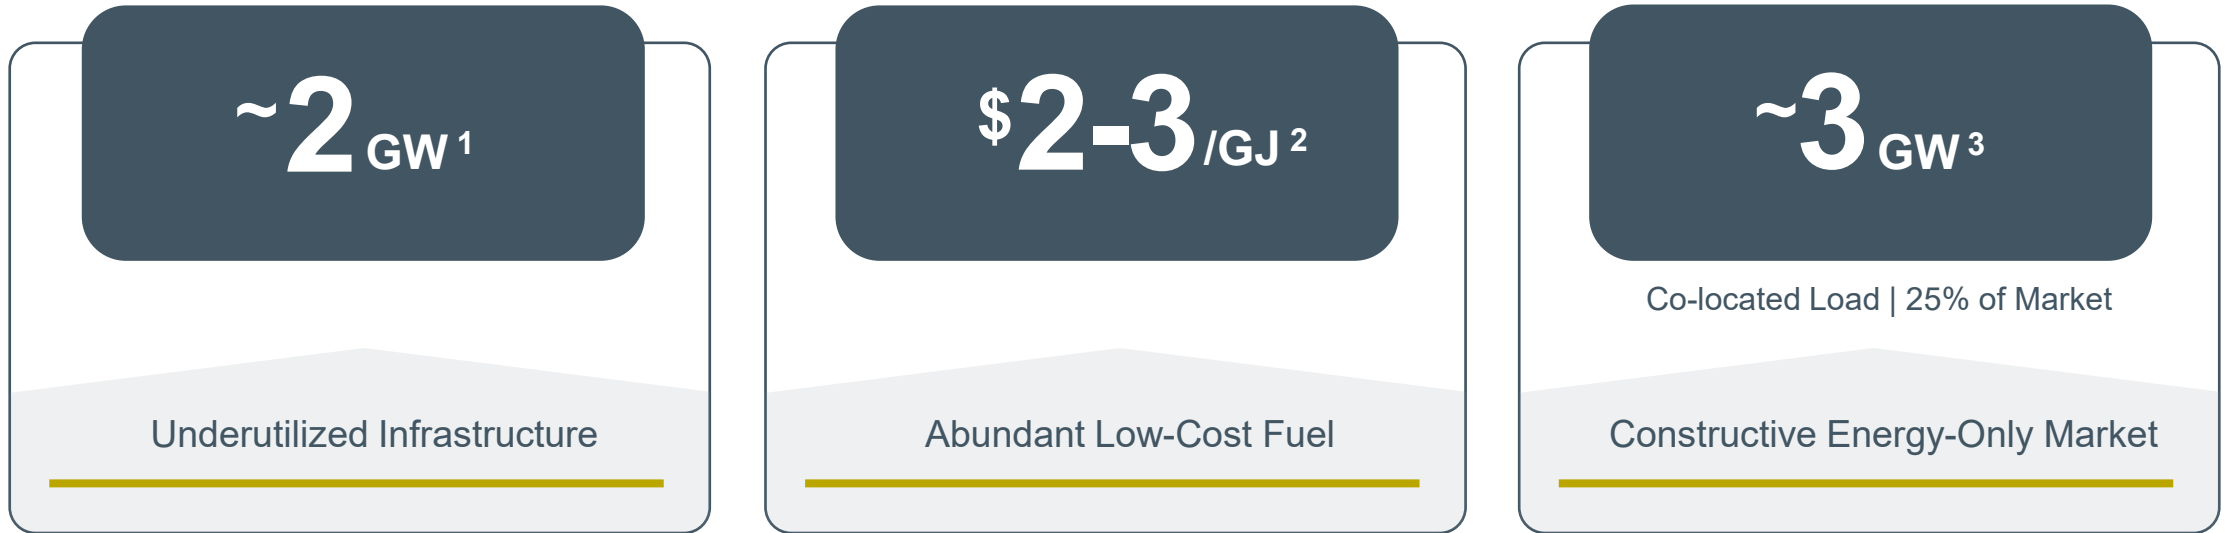 ~2 GW 1
Underutilized Infrastructure
$2-3/GJ 2
Abundant Low-Cost Fuel
~3 GW 3
Co-located Load | 25% of Market
Constructive Energy-Only Market